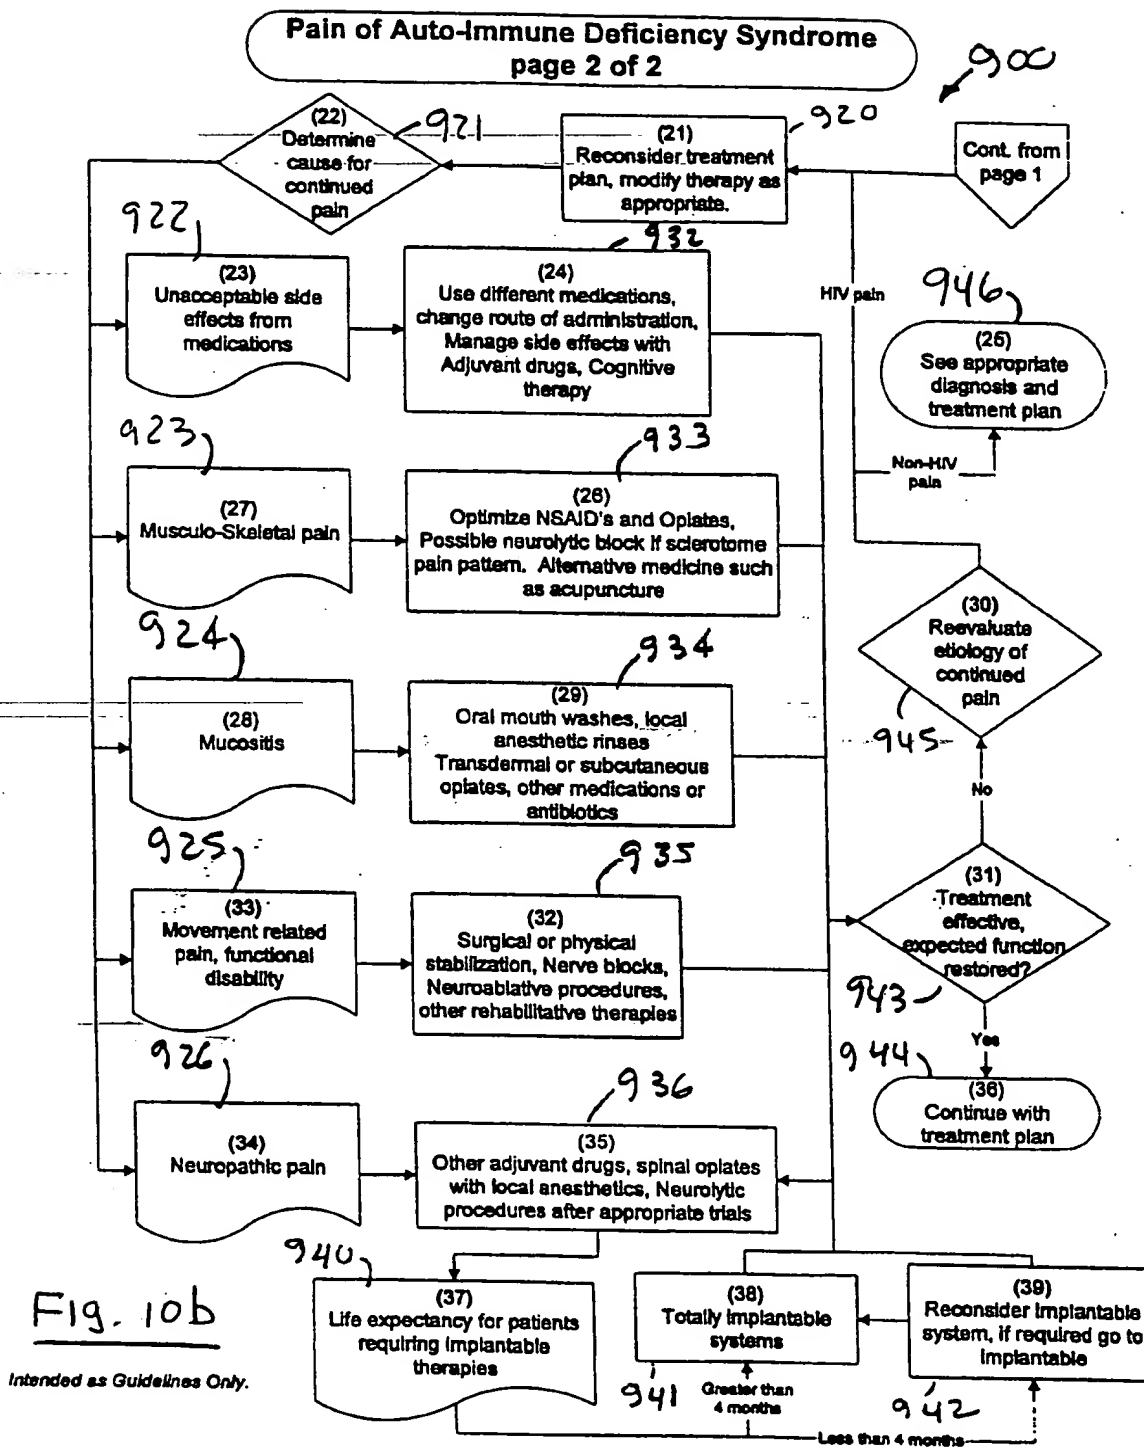 Pain of Auto-Immune Deficiency Syndrome
page 2 of 2
900
(22)
Determine
cause for
continued
pain
921
(21)
Reconsider treatment
plan, modify therapy as
appropriate.
920
Cont. from
page 1
922
(23)
Unacceptable side
effects from
medications
932
(24)
Use different medications,
change route of administration,
Manage side effects with
Adjuvant drugs, Cognitive
therapy
HIV pain
946
(25)
See appropriate
diagnosis and
treatment plan
Non-HIV
pain
923
(27)
Musculo-Skeletal pain
933
(26)
Optimize NSAID's and Opiates,
Possible neurolytic block if sclerotome
pain pattern. Alternative medicine such
as acupuncture
(30)
Reevaluate
etiology of
continued
pain
945
924
(28)
Mucositis
934
(29)
Oral mouth washes, local
anesthetic rinses
Transdermal or subcutaneous
opiates, other medications or
antibiotics
No
925
(33)
Movement related
pain, functional
disability
935
(32)
Surgical or physical
stabilization, Nerve blocks,
Neuroablative procedures,
other rehabilitative therapies
(31)
Treatment
effective,
expected function
restored?
943
Yes
944
(36)
Continue with
treatment plan
926
(34)
Neuropathic pain
936
(35)
Other adjuvant drugs, spinal opiates
with local anesthetics, Neurolytic
procedures after appropriate trials
940
(37)
Life expectancy for patients
requiring implantable
therapies
(38)
Totally implantable
systems
941
Greater than
4 months
(39)
Reconsider implantable
system, if required go to
implantable
942
Less than 4 months
Fig. 10b
Intended as Guidelines Only.